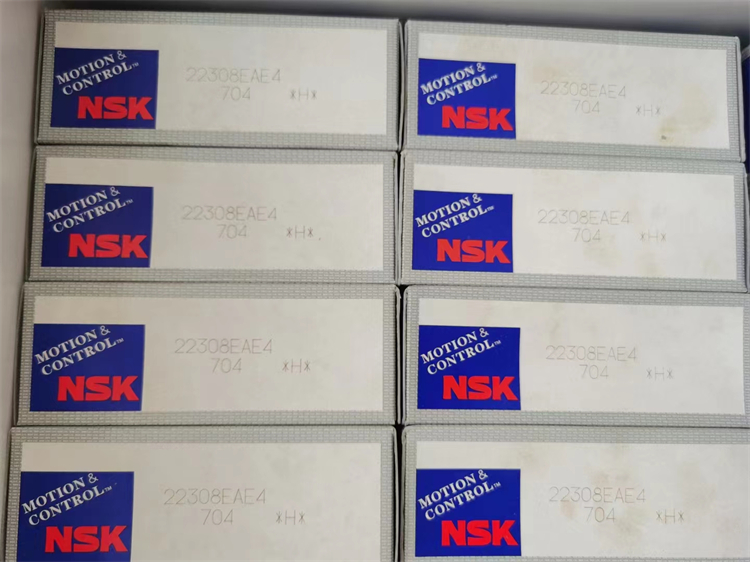 MOTION &
CONTROL™
NSK
22308EAE4
704 *H*
MOTION &
CONTROL™
NSK
22308EAE4
704 *H*
MOTION &
CONTROL™
NSK
22308EAE4
704 *H*
MOTION &
CONTROL™
NSK
22308EAE4
704 *H*
MOTION &
CONTROL™
NSK
22308EAE4
704 *H*
MOTION &
CONTROL™
NSK
22308EAE4
704 *H*
MOTION &
CONTROL™
NSK
22308EAE4
704 *H*
MOTION &
CONTROL™
NSK
22308EAE4
704 *H*